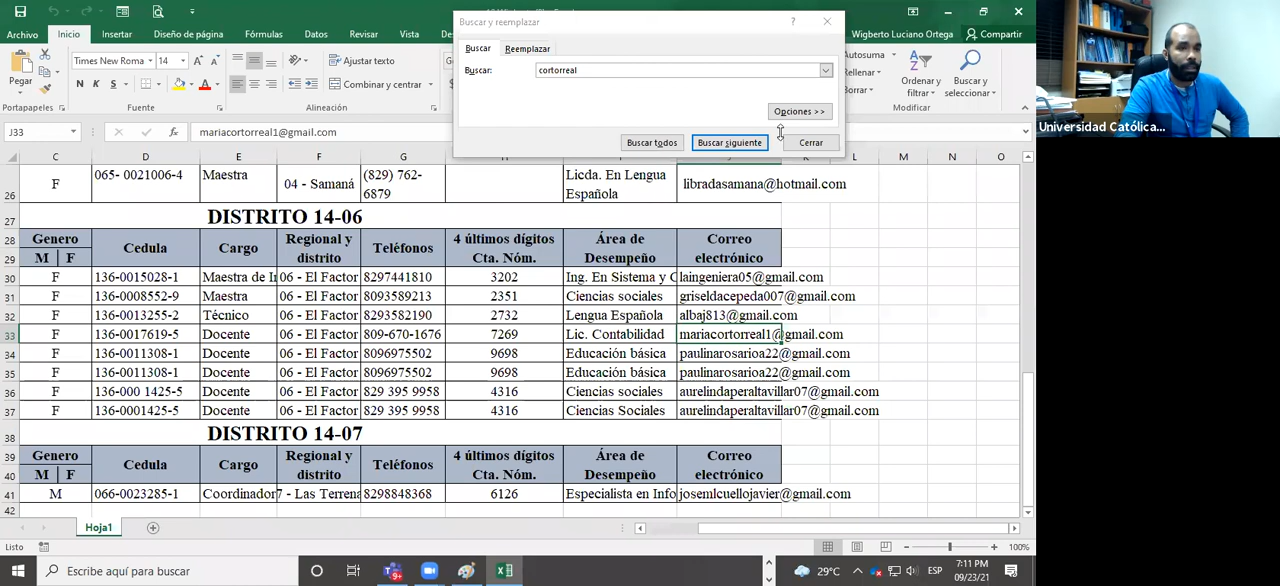 Buscar y reemplazar
Wigberto Luciano Ortega
Compartir
Archivo Inicio Insertar Diseño de página Fórmulas Datos Revisar Vista
Buscar Reemplazar
Buscar: cortorreal
Opciones >>
Buscar todos Buscar siguiente Cerrar
Pegar
Times New Roma 14
N K S
Ajustar texto
Combinar y centrar
Autosuma
Rellenar
Borrar
Ordenar y filtrar
Buscar y seleccionar
Portapapeles Fuente Alineación Modificar
Universidad Católica...
J33 fx mariacortorreal1@gmail.com
C D E F G L M N O
26 F 065- 0021006-4 Maestra 04 - Samaná (829) 762-6879 Licda. En Lengua Española libradasamana@hotmail.com
27 DISTRITO 14-06
28 Genero Cedula Cargo Regional y distrito Teléfonos 4 últimos dígitos Cta. Nóm. Área de Desempeño Correo electrónico
29 M F
30 F 136-0015028-1 Maestra de In 06 - El Factor 8297441810 3202 Ing. En Sistema y C laingeniera05@gmail.com
31 F 136-0008552-9 Maestra 06 - El Factor 8093589213 2351 Ciencias sociales griseldacepeda007@gmail.com
32 F 136-0013255-2 Técnico 06 - El Factor 8093582190 2732 Lengua Española albaj813@gmail.com
33 F 136-0017619-5 Docente 06 - El Factor 809-670-1676 7269 Lic. Contabilidad mariacortorreal1@gmail.com
34 F 136-0011308-1 Docente 06 - El Factor 8096975502 9698 Educación básica paulinarosarioa22@gmail.com
35 F 136-0011308-1 Docente 06 - El Factor 8096975502 9698 Educación básica paulinarosarioa22@gmail.com
36 F 136-000 1425-5 Docente 06 - El Factor 829 395 9958 4316 Ciencias sociales aurelindaperaltavillar07@gmail.com
37 F 136-0001425-5 Docente 06 - El Factor 829 395 9958 4316 Ciencias Sociales aurelindaperaltavillar07@gmail.com
38 DISTRITO 14-07
39 Genero Cedula Cargo Regional y distrito Teléfonos 4 últimos dígitos Cta. Nóm. Área de Desempeño Correo electrónico
40 M F
41 M 066-0023285-1 Coordinador 7 - Las Terrena 8298848368 6126 Especialista en Info josemlcuellojavier@gmail.com
42
Hoja1
Listo 100%
Escribe aquí para buscar
9+
29°C
ESP
7:11 PM
09/23/21